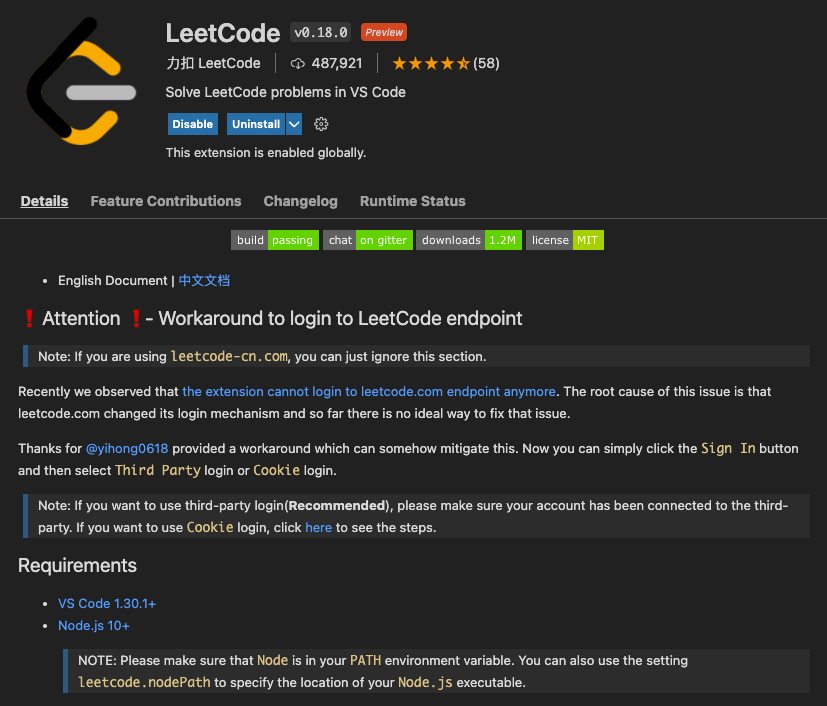 LeetCode v0.18.0 Preview
力扣 LeetCode 487,921 (58)
Solve LeetCode problems in VS Code
Disable Uninstall
This extension is enabled globally.
Details Feature Contributions Changelog Runtime Status
build passing chat on gitter downloads 1.2M license MIT
• English Document | 中文文档
❗ Attention ❗ - Workaround to login to LeetCode endpoint
Note: If you are using leetcode-cn.com, you can just ignore this section.
Recently we observed that the extension cannot login to leetcode.com endpoint anymore. The root cause of this issue is that
leetcode.com changed its login mechanism and so far there is no ideal way to fix that issue.
Thanks for @yihong0618 provided a workaround which can somehow mitigate this. Now you can simply click the Sign In button
and then select Third Party login or Cookie login.
Note: If you want to use third-party login(Recommended), please make sure your account has been connected to the third-
party. If you want to use Cookie login, click here to see the steps.
Requirements
• VS Code 1.30.1+
• Node.js 10+
NOTE: Please make sure that Node is in your PATH environment variable. You can also use the setting
leetcode.nodePath to specify the location of your Node.js executable.